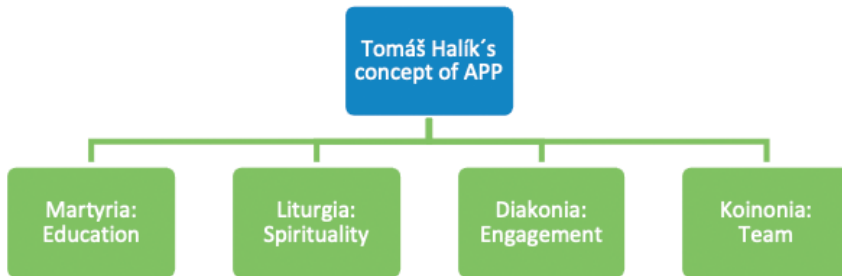 Tomáš Halík´s
concept of APP
Martyria:
Education
Liturgia:
Spirituality
Diakonia:
Engagement
Koinonia:
Team